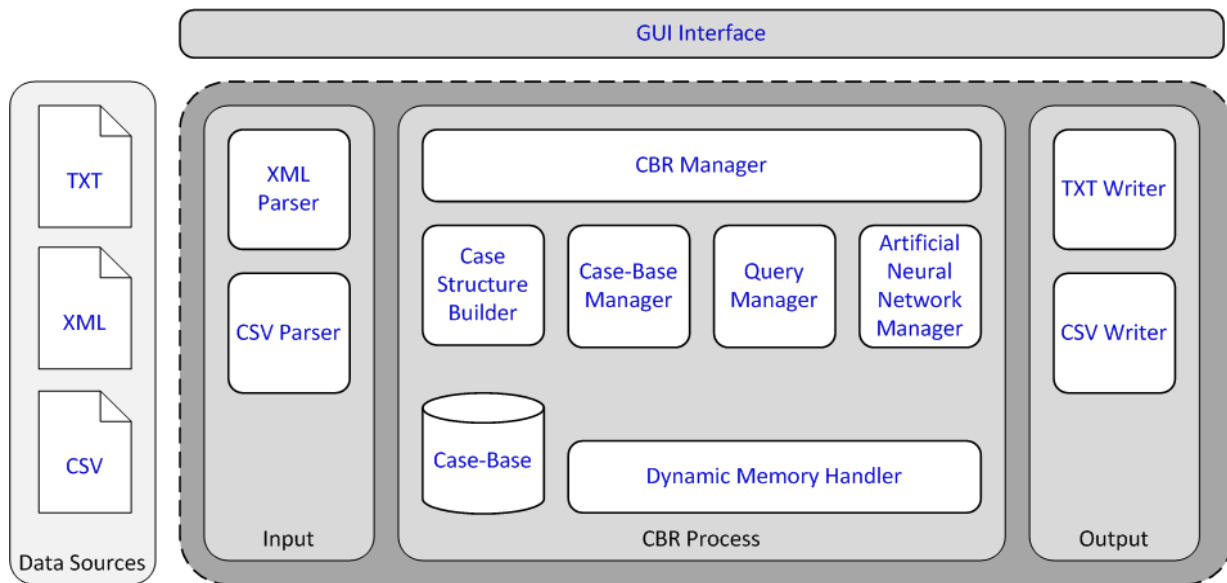 GUI Interface
TXT
XML
CSV
Data Sources
XML
Parser
CSV Parser
Input
CBR Manager
Case
Structure
Builder
Case-Base
Manager
Query
Manager
Artificial
Neural
Network
Manager
Case-Base
Dynamic Memory Handler
CBR Process
TXT Writer
CSV Writer
Output